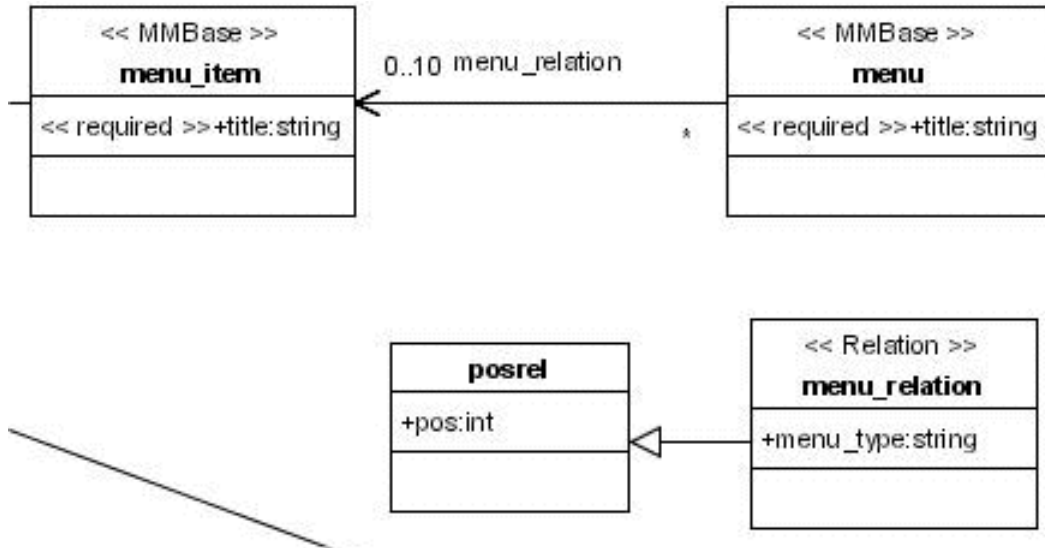 << MMBase >>
menu_item
<< required >>+title:string
0..10 menu_relation
*
<< MMBase >>
menu
<< required >>+title:string
posrel
+pos:int
<< Relation >>
menu_relation
+menu_type:string